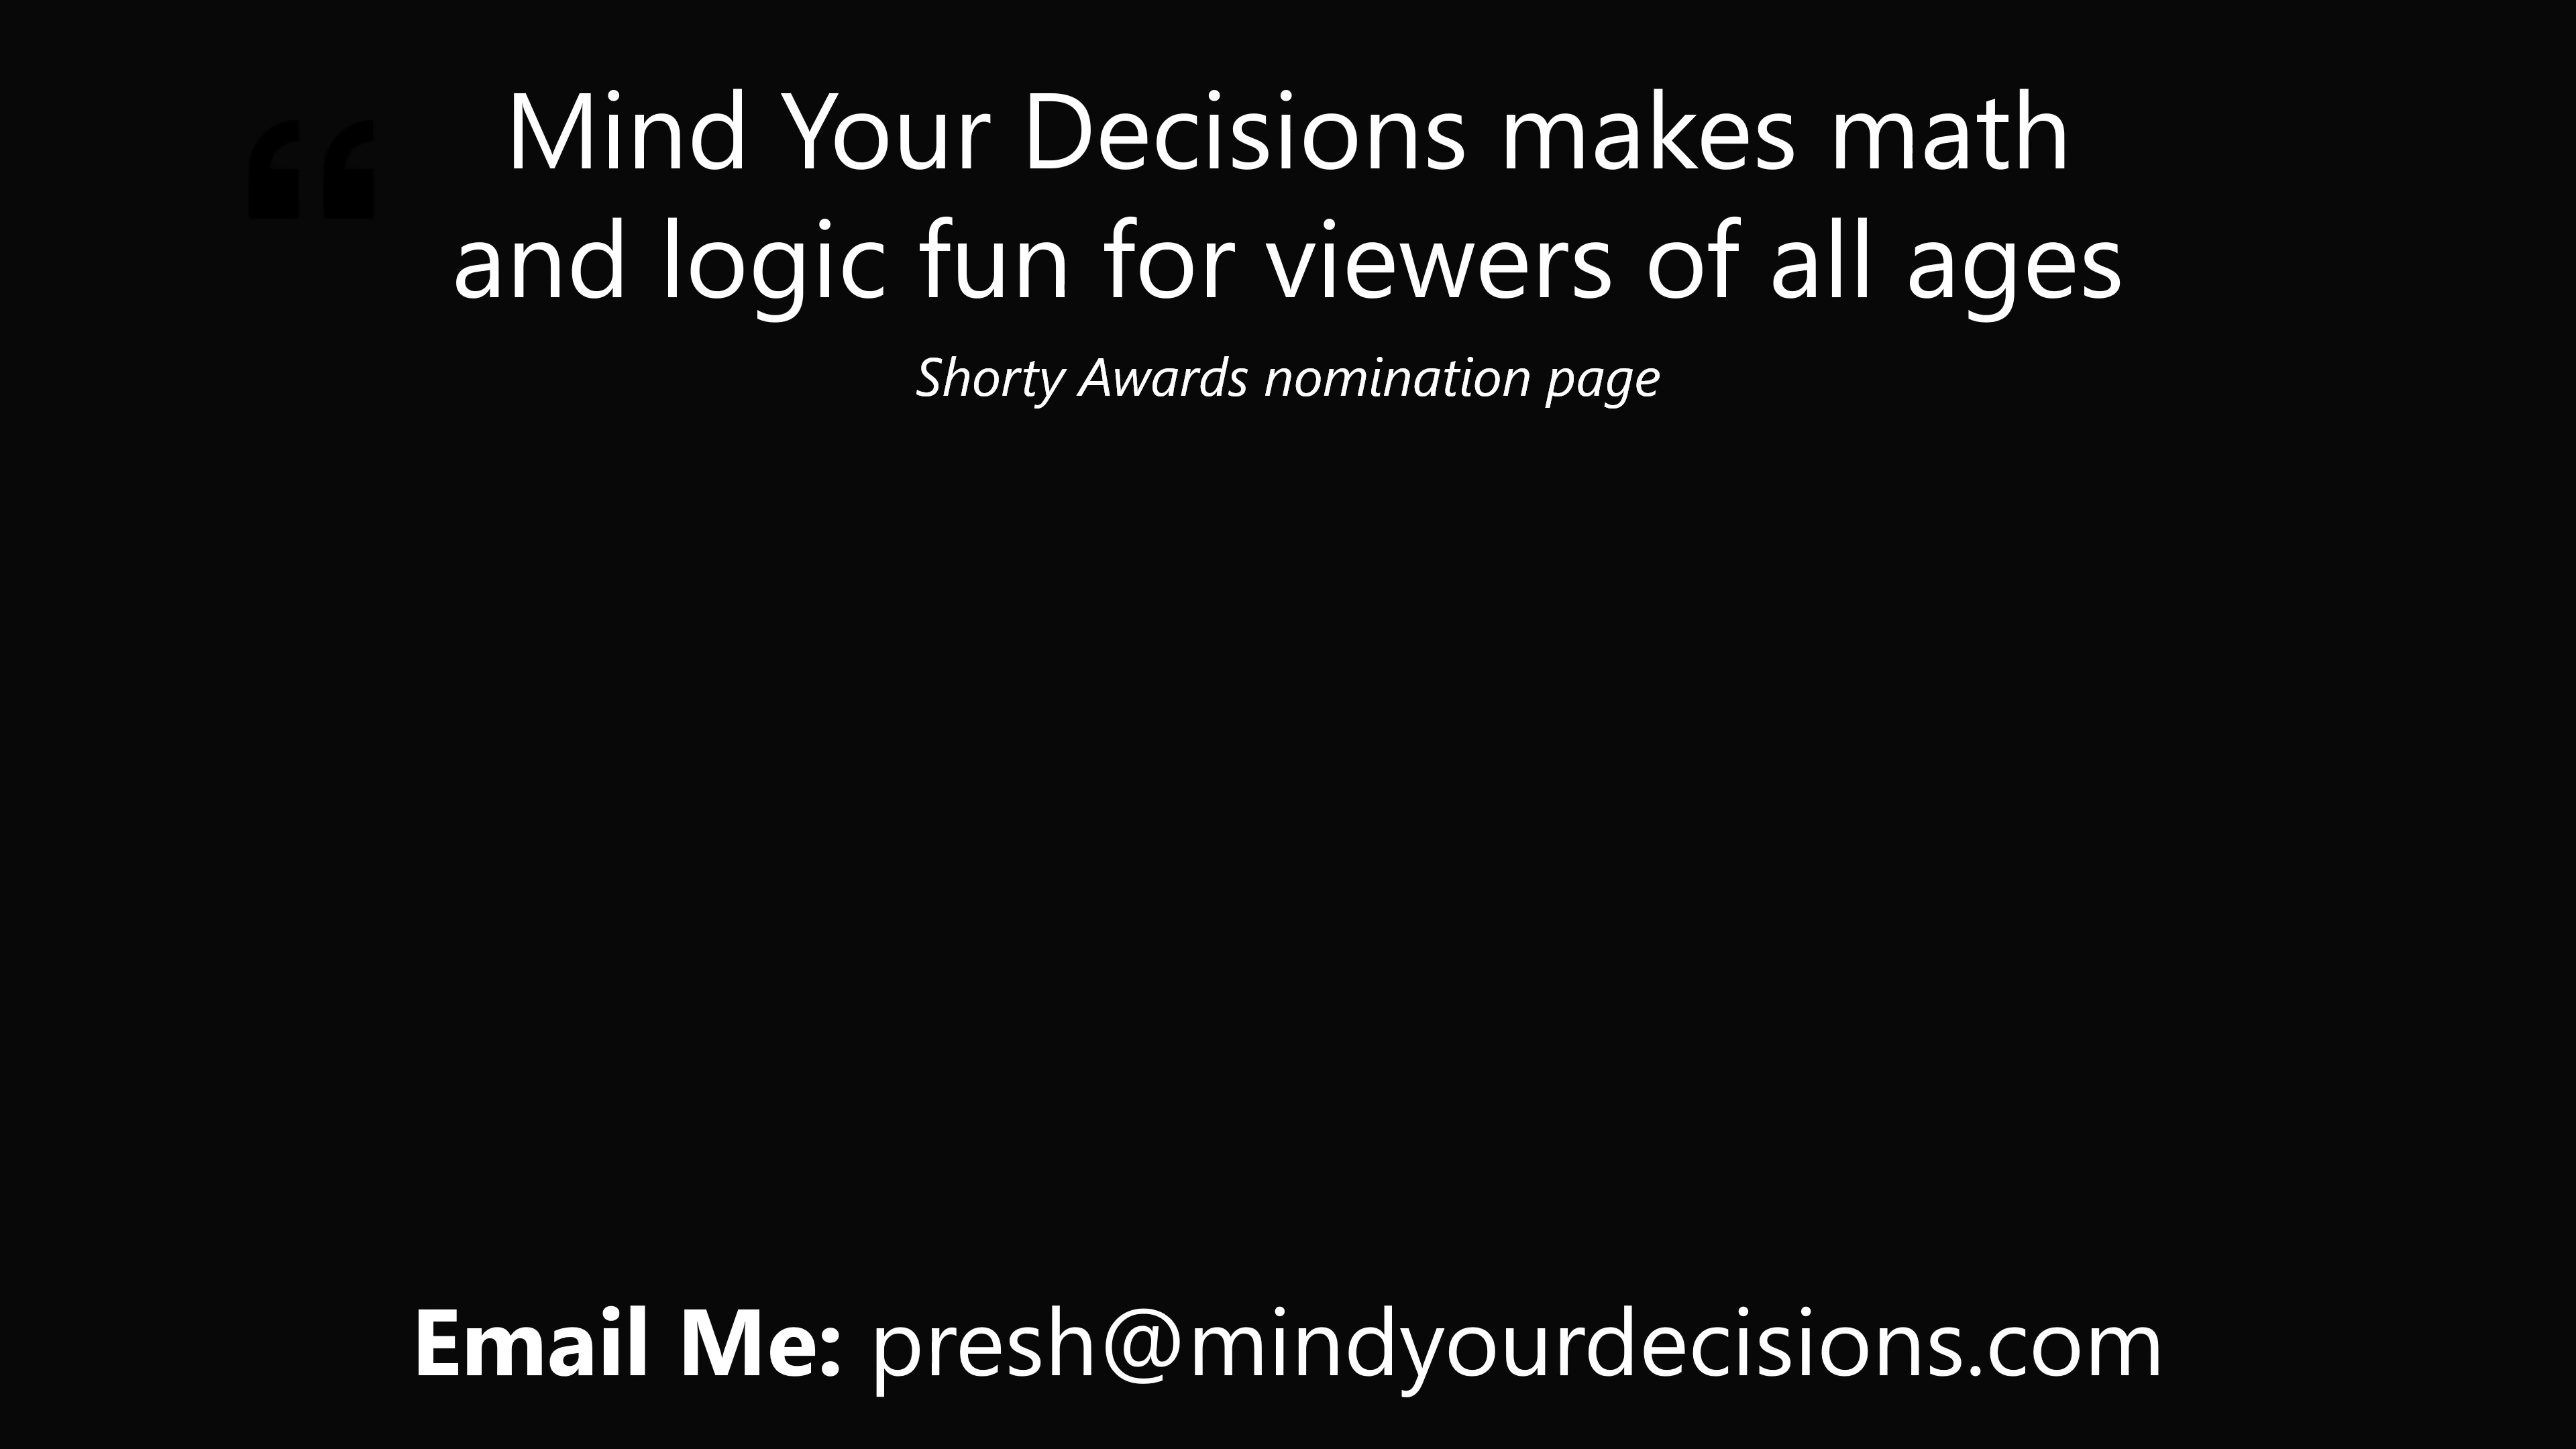 “
Mind Your Decisions makes math
and logic fun for viewers of all ages
Shorty Awards nomination page
Email Me: presh@mindyourdecisions.com